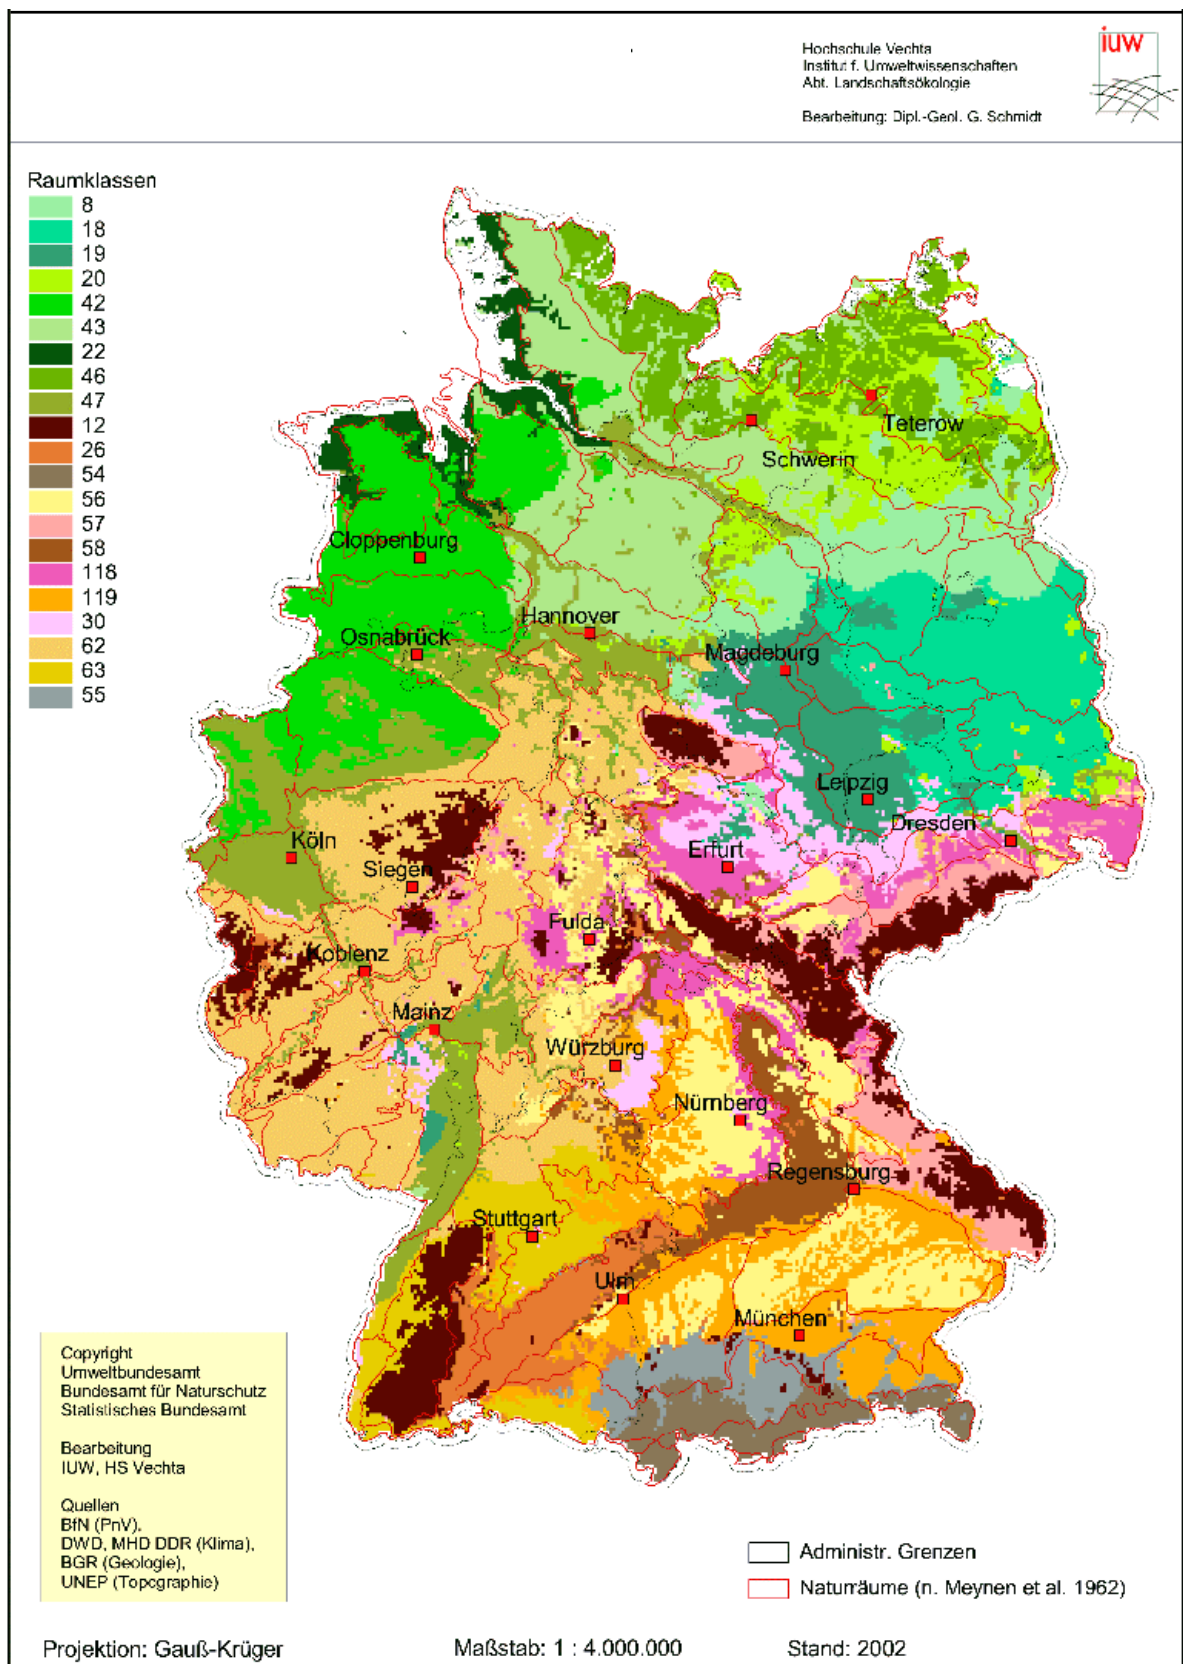 Hochschule Vechta
Institut f. Umweltwissenschaften
Abt. Landschaftsökologie
Bearbeitung: Dipl.-Geol. G. Schmidt
iuw
Raumklassen
8
18
19
20
42
43
22
46
47
12
26
54
56
57
58
118
119
30
62
63
55
Teterow
Schwerin
Cloppenburg
Hannover
Osnabrück
Magdeburg
Leipzig
Dresden
Köln
Erfurt
Siegen
Fulda
Koblenz
Mainz
Würzburg
Nürnberg
Regensburg
Stuttgart
Ulm
München
Copyright
Umweltbundesamt
Bundesamt für Naturschutz
Statistisches Bundesamt
Bearbeitung
IUW, HS Vechta
Quellen
BfN (PnV),
DWD, MHD DDR (Klima),
BGR (Geologie),
UNEP (Topographie)
Administr. Grenzen
Naturräume (n. Meynen et al. 1962)
Projektion: Gauß-Krüger
Maßstab: 1 : 4.000.000
Stand: 2002